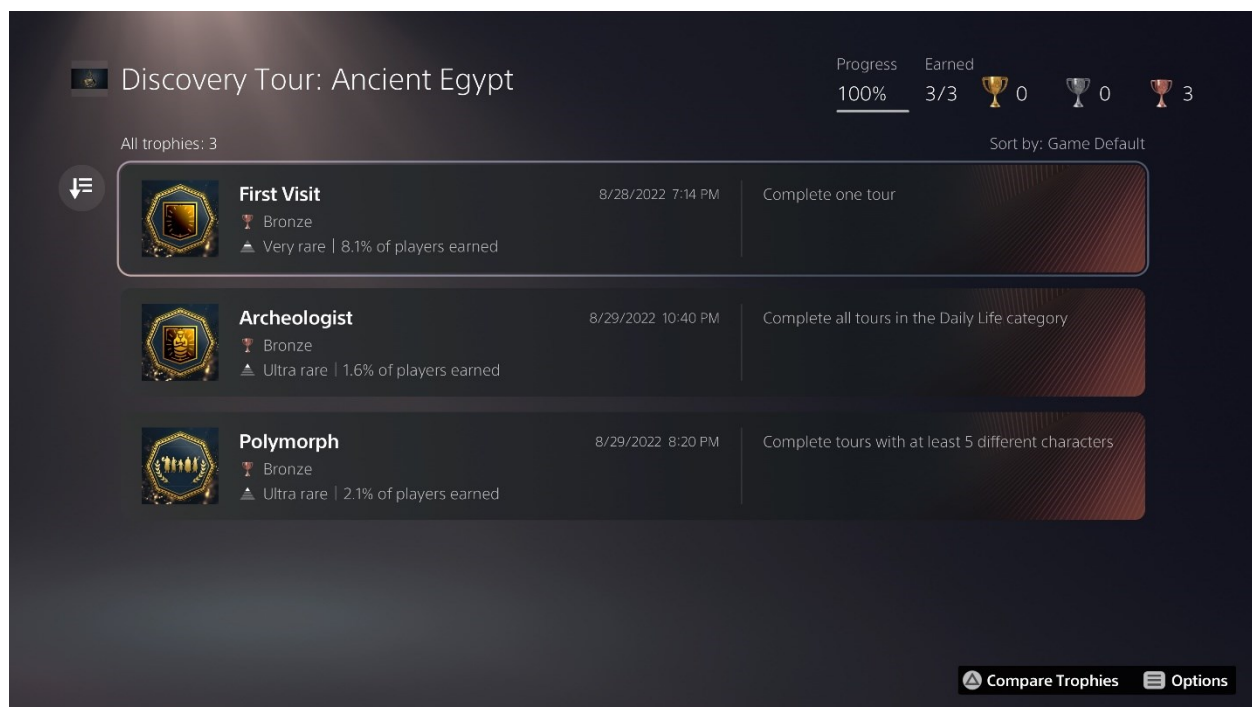 Discovery Tour: Ancient Egypt
Progress
100%
Earned
3/3
0
0
3
All trophies: 3
Sort by: Game Default
First Visit
8/28/2022 7:14 PM
Complete one tour
Bronze
Very rare | 8.1% of players earned
Archeologist
8/29/2022 10:40 PM
Complete all tours in the Daily Life category
Bronze
Ultra rare | 1.6% of players earned
Polymorph
8/29/2022 8:20 PM
Complete tours with at least 5 different characters
Bronze
Ultra rare | 2.1% of players earned
Compare Trophies
Options